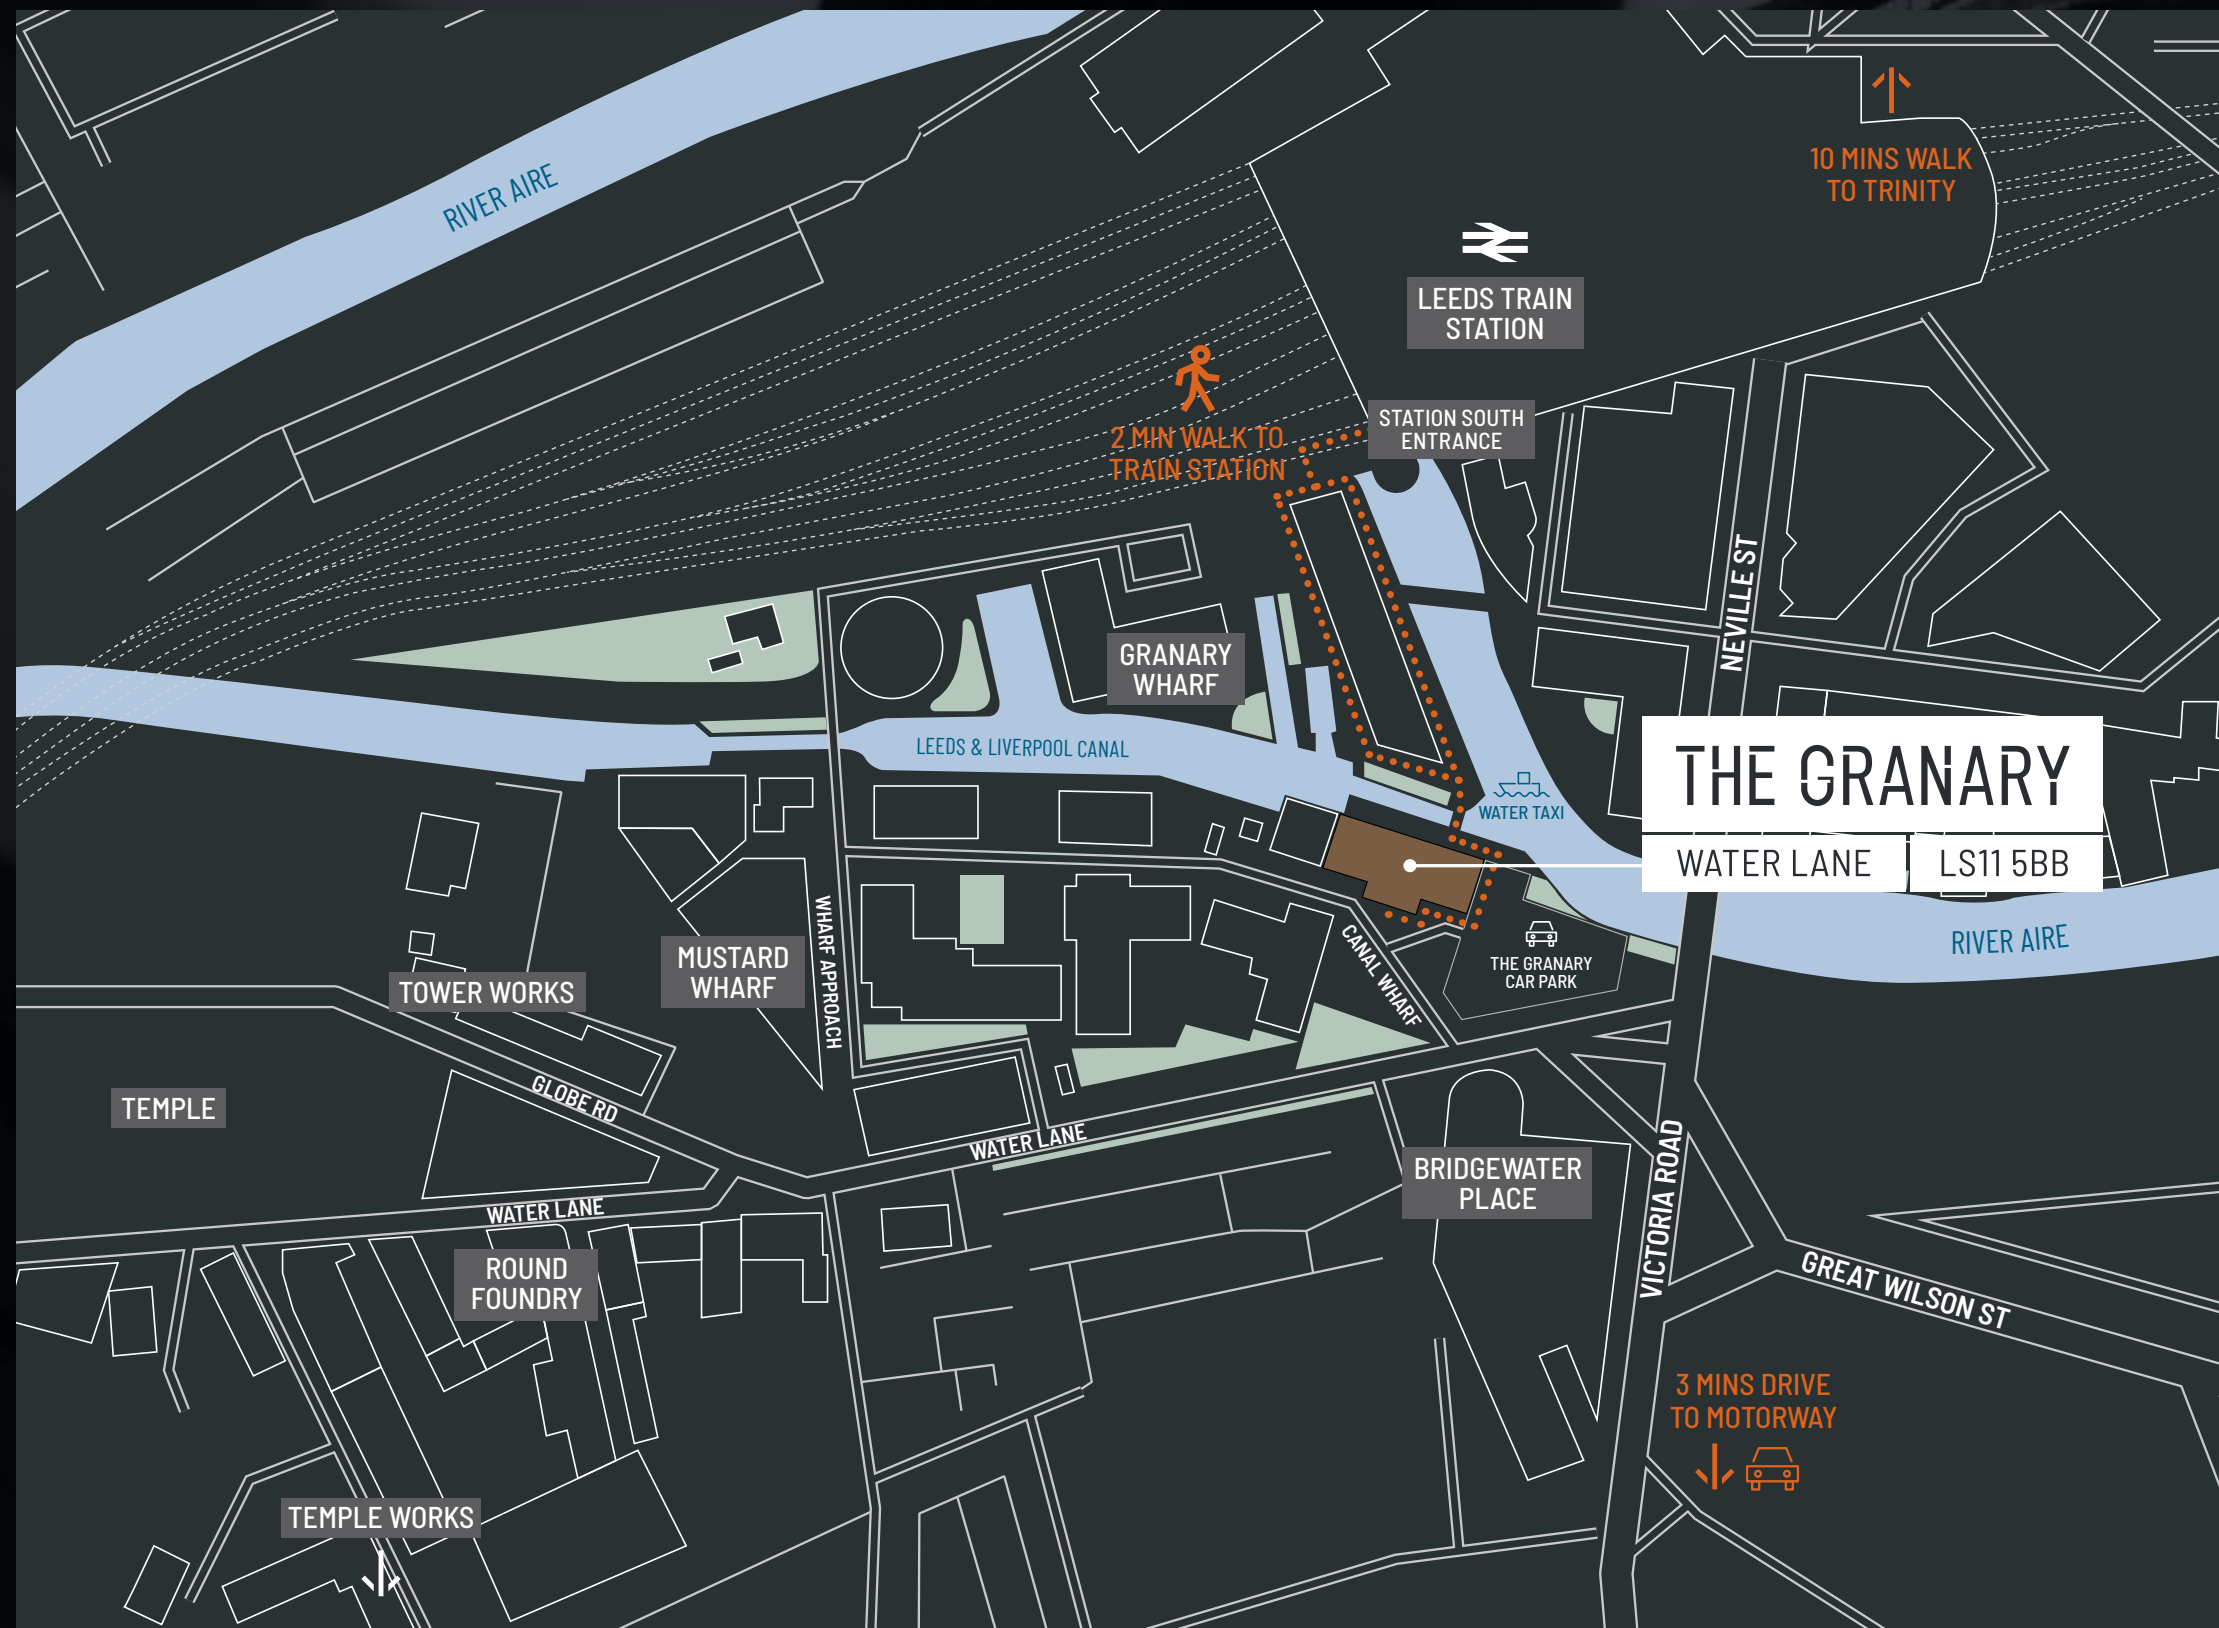 RIVER AIRE
10 MINS WALK
TO TRINITY
LEEDS TRAIN
STATION
STATION SOUTH
ENTRANCE
2 MIN WALK TO
TRAIN STATION
NEVILLE ST
GRANARY
WHARF
LEEDS & LIVERPOOL CANAL
WATER TAXI
THE GRANARY
WATER LANE
LS11 5BB
RIVER AIRE
THE GRANARY
CAR PARK
CANAL WHARF
WHARF APPROACH
MUSTARD
WHARF
TOWER WORKS
TEMPLE
GLOBE RD
WATER LANE
WATER LANE
BRIDGEWATER
PLACE
VICTORIA ROAD
GREAT WILSON ST
ROUND
FOUNDRY
3 MINS DRIVE
TO MOTORWAY
TEMPLE WORKS